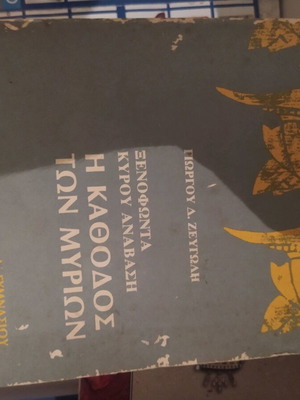 ΓΙΩΡΓΟΥ Δ. ΖΕΥΓΩΛΗ
ΞΕΝΟΦΩΝΤΑ
ΚΥΡΟΥ ΑΝΑΒΑΣΗ
Η ΚΑΘΟΔΟΣ
ΤΩΝ ΜΥΡΙΩΝ